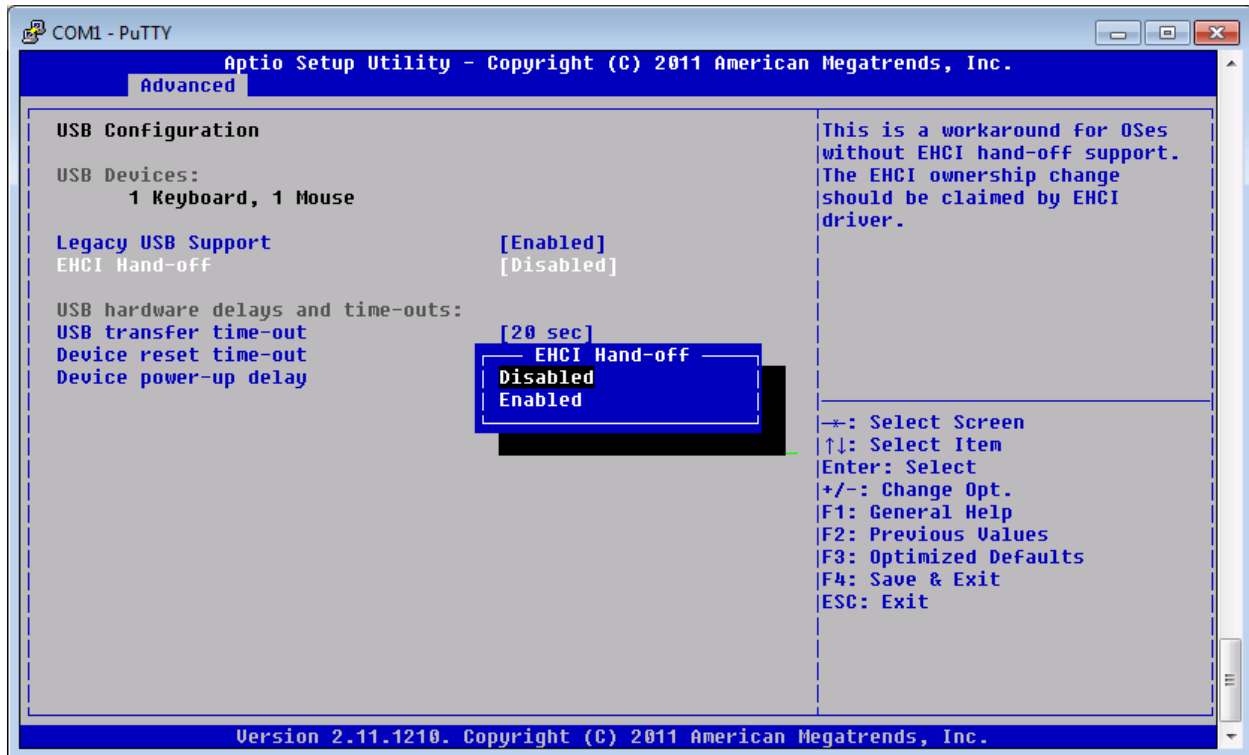 COM1 - PuTTY
Aptio Setup Utility - Copyright (C) 2011 American Megatrends, Inc.
Advanced
USB Configuration
USB Devices:
1 Keyboard, 1 Mouse
Legacy USB Support [Enabled]
EHCI Hand-off [Disabled]
USB hardware delays and time-outs:
USB transfer time-out [20 sec]
Device reset time-out
Device power-up delay
EHCI Hand-off
Disabled
Enabled
This is a workaround for OSes
without EHCI hand-off support.
The EHCI ownership change
should be claimed by EHCI
driver.
→←: Select Screen
↑↓: Select Item
Enter: Select
+/-: Change Opt.
F1: General Help
F2: Previous Values
F3: Optimized Defaults
F4: Save & Exit
ESC: Exit
Version 2.11.1210. Copyright (C) 2011 American Megatrends, Inc.